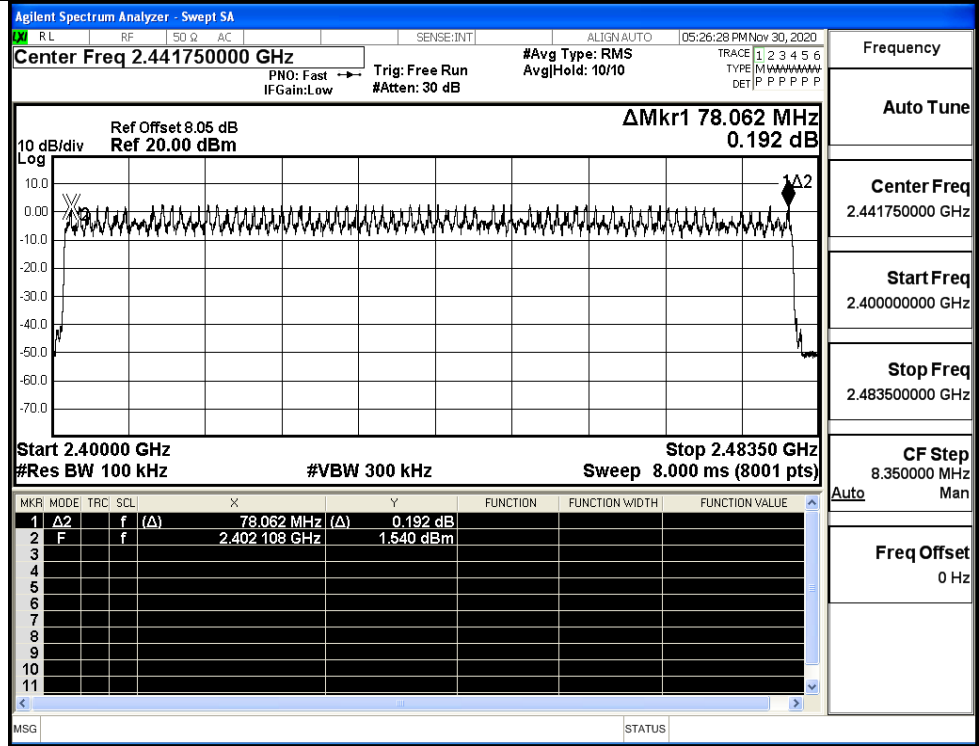 Agilent Spectrum Analyzer - Swept SA
LXI RL RF 50 Ω AC SENSE:INT ALIGN AUTO 05:26:28 PM Nov 30, 2020
Center Freq 2.441750000 GHz
PNO: Fast
IFGain:Low
Trig: Free Run
#Atten: 30 dB
#Avg Type: RMS
Avg|Hold: 10/10
TRACE 1 2 3 4 5 6
TYPE M WWWWW
DET P P P P P P
Ref Offset 8.05 dB
Ref 20.00 dBm
10 dB/div
Log
ΔMkr1 78.062 MHz
0.192 dB
10.0
0.00
-10.0
-20.0
-30.0
-40.0
-50.0
-60.0
-70.0
1Δ2
Start 2.40000 GHz Stop 2.48350 GHz
#Res BW 100 kHz #VBW 300 kHz Sweep 8.000 ms (8001 pts)
MKR MODE TRC SCL X Y FUNCTION FUNCTION WIDTH FUNCTION VALUE
1 Δ2 f (Δ) 78.062 MHz (Δ) 0.192 dB
2 F f 2.402 108 GHz 1.540 dBm
3
4
5
6
7
8
9
10
11
MSG STATUS
Frequency
Auto Tune
Center Freq
2.441750000 GHz
Start Freq
2.400000000 GHz
Stop Freq
2.483500000 GHz
CF Step
8.350000 MHz
Auto Man
Freq Offset
0 Hz